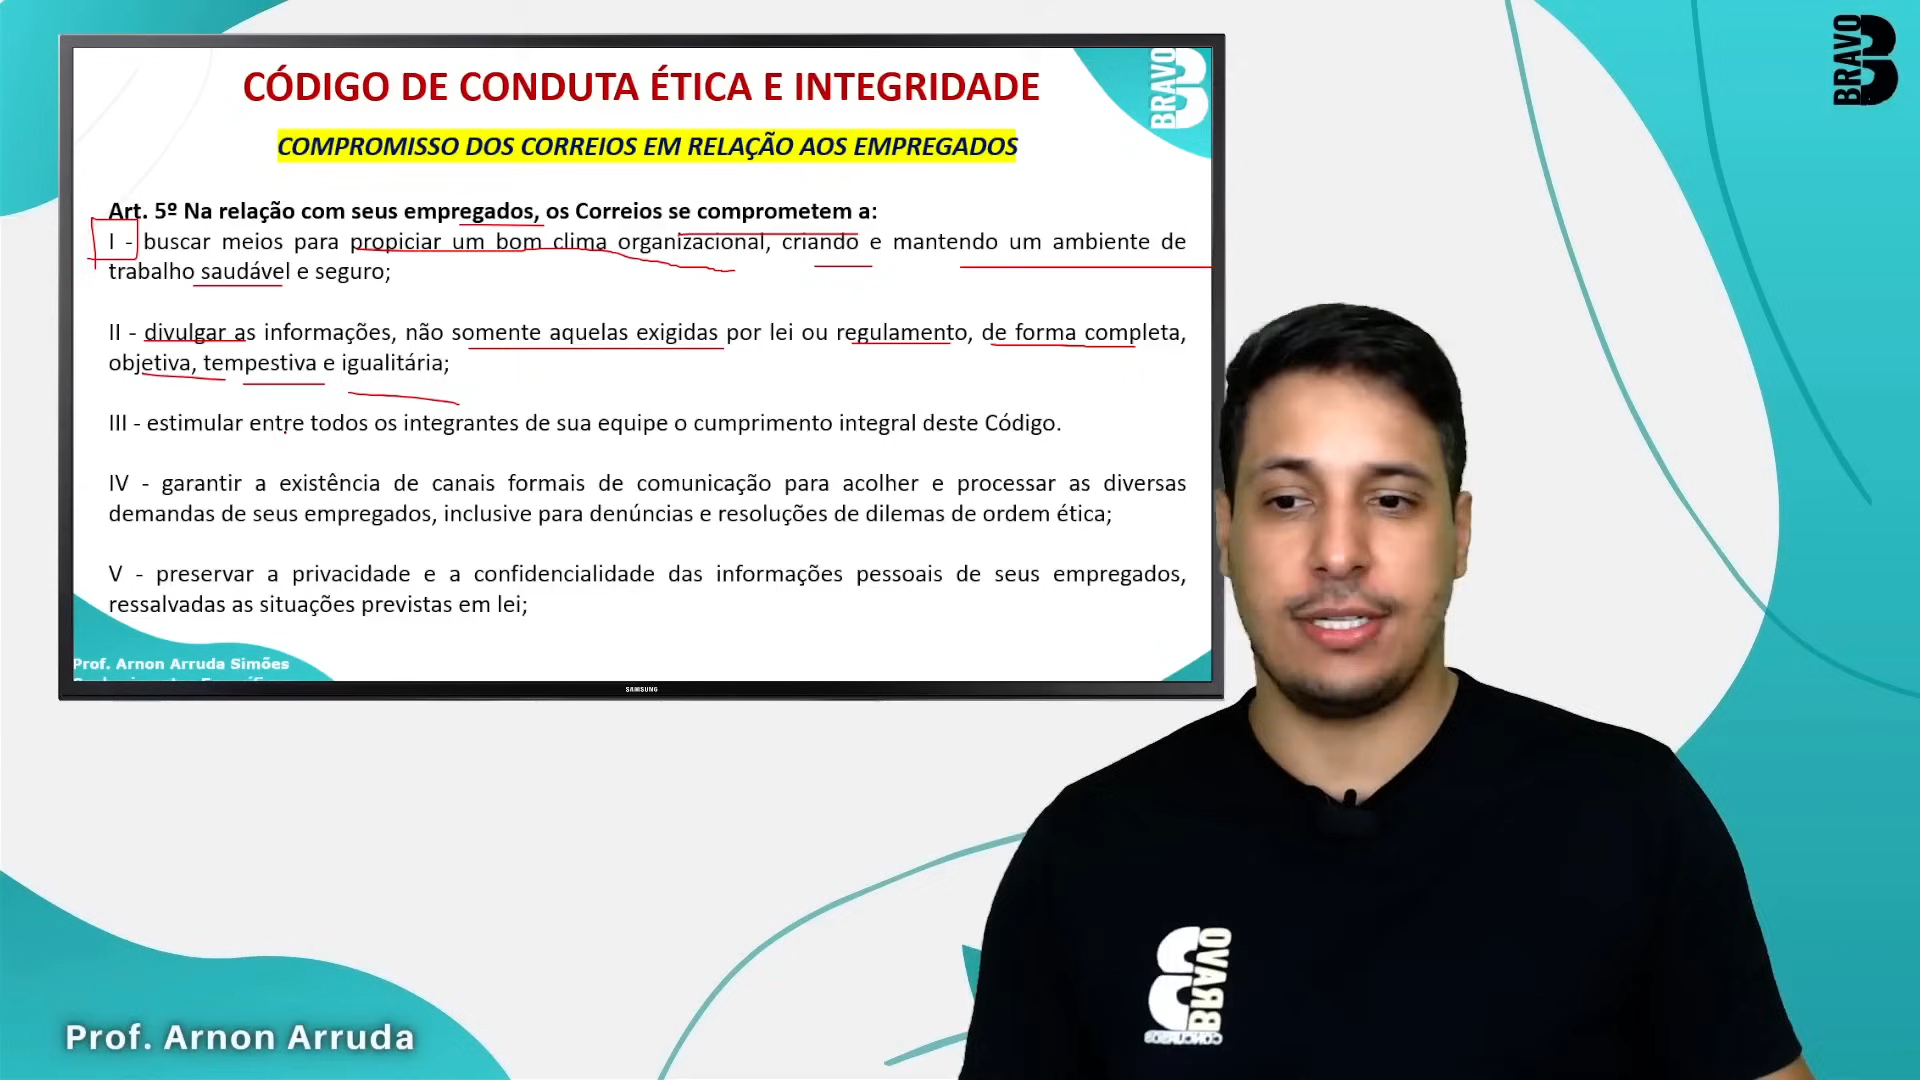 BRAVO
BRAVO
CÓDIGO DE CONDUTA ÉTICA E INTEGRIDADE
COMPROMISSO DOS CORREIOS EM RELAÇÃO AOS EMPREGADOS
Art. 5º Na relação com seus empregados, os Correios se comprometem a:
I - buscar meios para propiciar um bom clima organizacional, criando e mantendo um ambiente de
trabalho saudável e seguro;
II - divulgar as informações, não somente aquelas exigidas por lei ou regulamento, de forma completa,
objetiva, tempestiva e igualitária;
III - estimular entre todos os integrantes de sua equipe o cumprimento integral deste Código.
IV - garantir a existência de canais formais de comunicação para acolher e processar as diversas
demandas de seus empregados, inclusive para denúncias e resoluções de dilemas de ordem ética;
V - preservar a privacidade e a confidencialidade das informações pessoais de seus empregados,
ressalvadas as situações previstas em lei;
Prof. Arnon Arruda Simões
SAMSUNG
BRAVO
CONCURSOS
Prof. Arnon Arruda